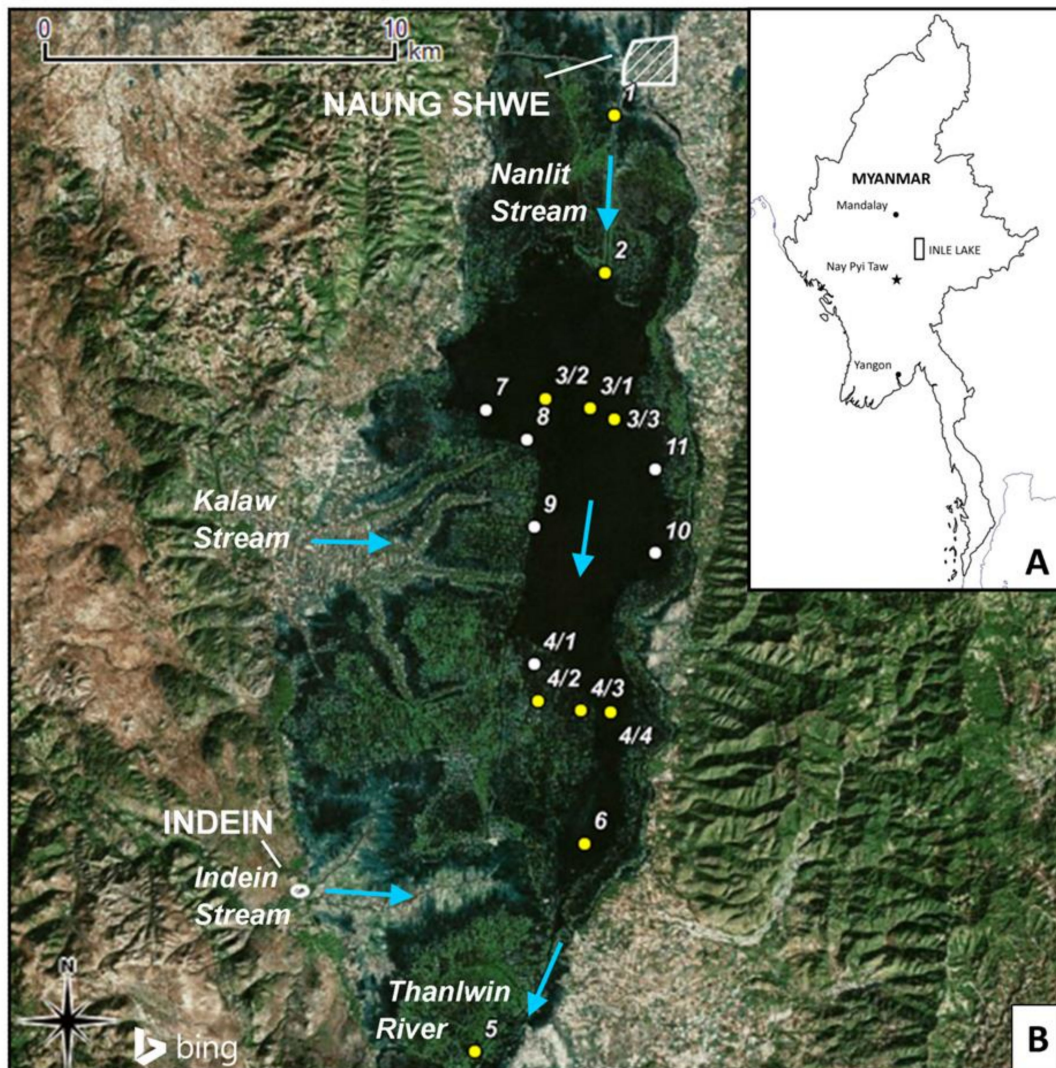 0
10
km
NAUNG SHWE
1
Nanlit
Stream
2
3/2
3/1
3/3
7
8
11
Kalaw
Stream
9
10
4/1
4/2
4/3
4/4
6
INDEIN
Indein
Stream
Thanlwin
River
5
N
bing
B
MYANMAR
Mandalay
INLE LAKE
Nay Pyi Taw
Yangon
A